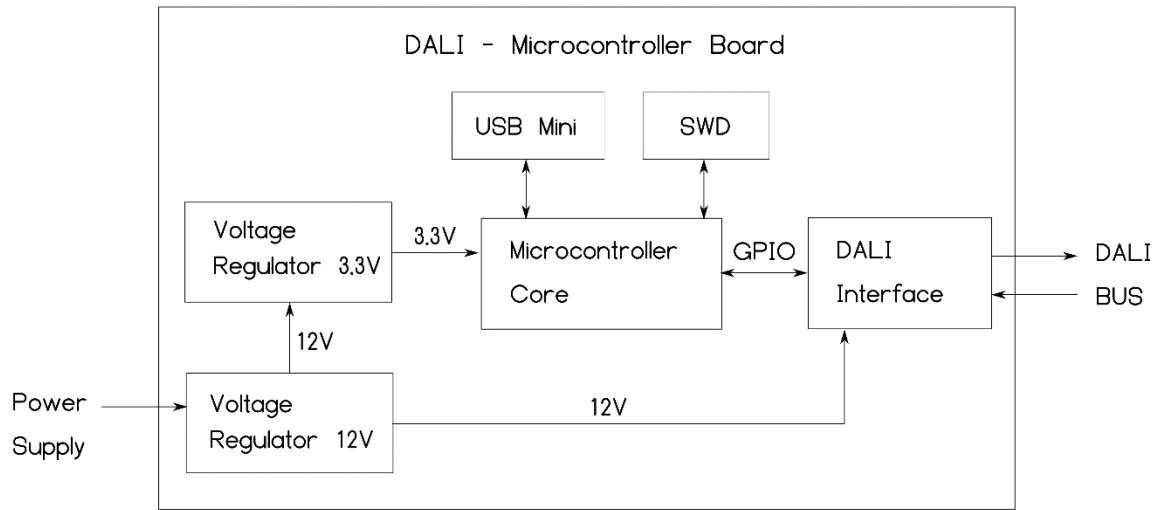 DALI - Microcontroller Board
USB Mini
SWD
Voltage
Regulator 3.3V
3.3V
Microcontroller
Core
GPIO
DALI
Interface
DALI
BUS
12V
Power
Supply
Voltage
Regulator 12V
12V